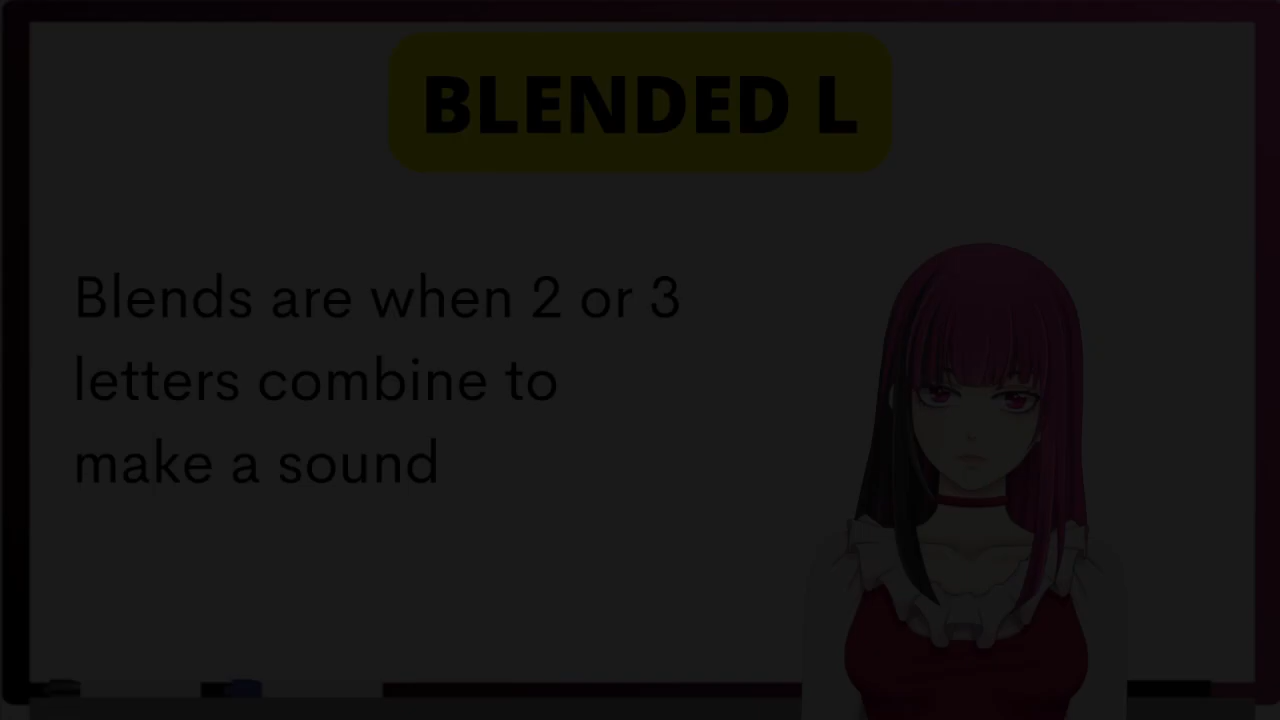 BLENDED L
Blends are when 2 or 3
letters combine to
make a sound